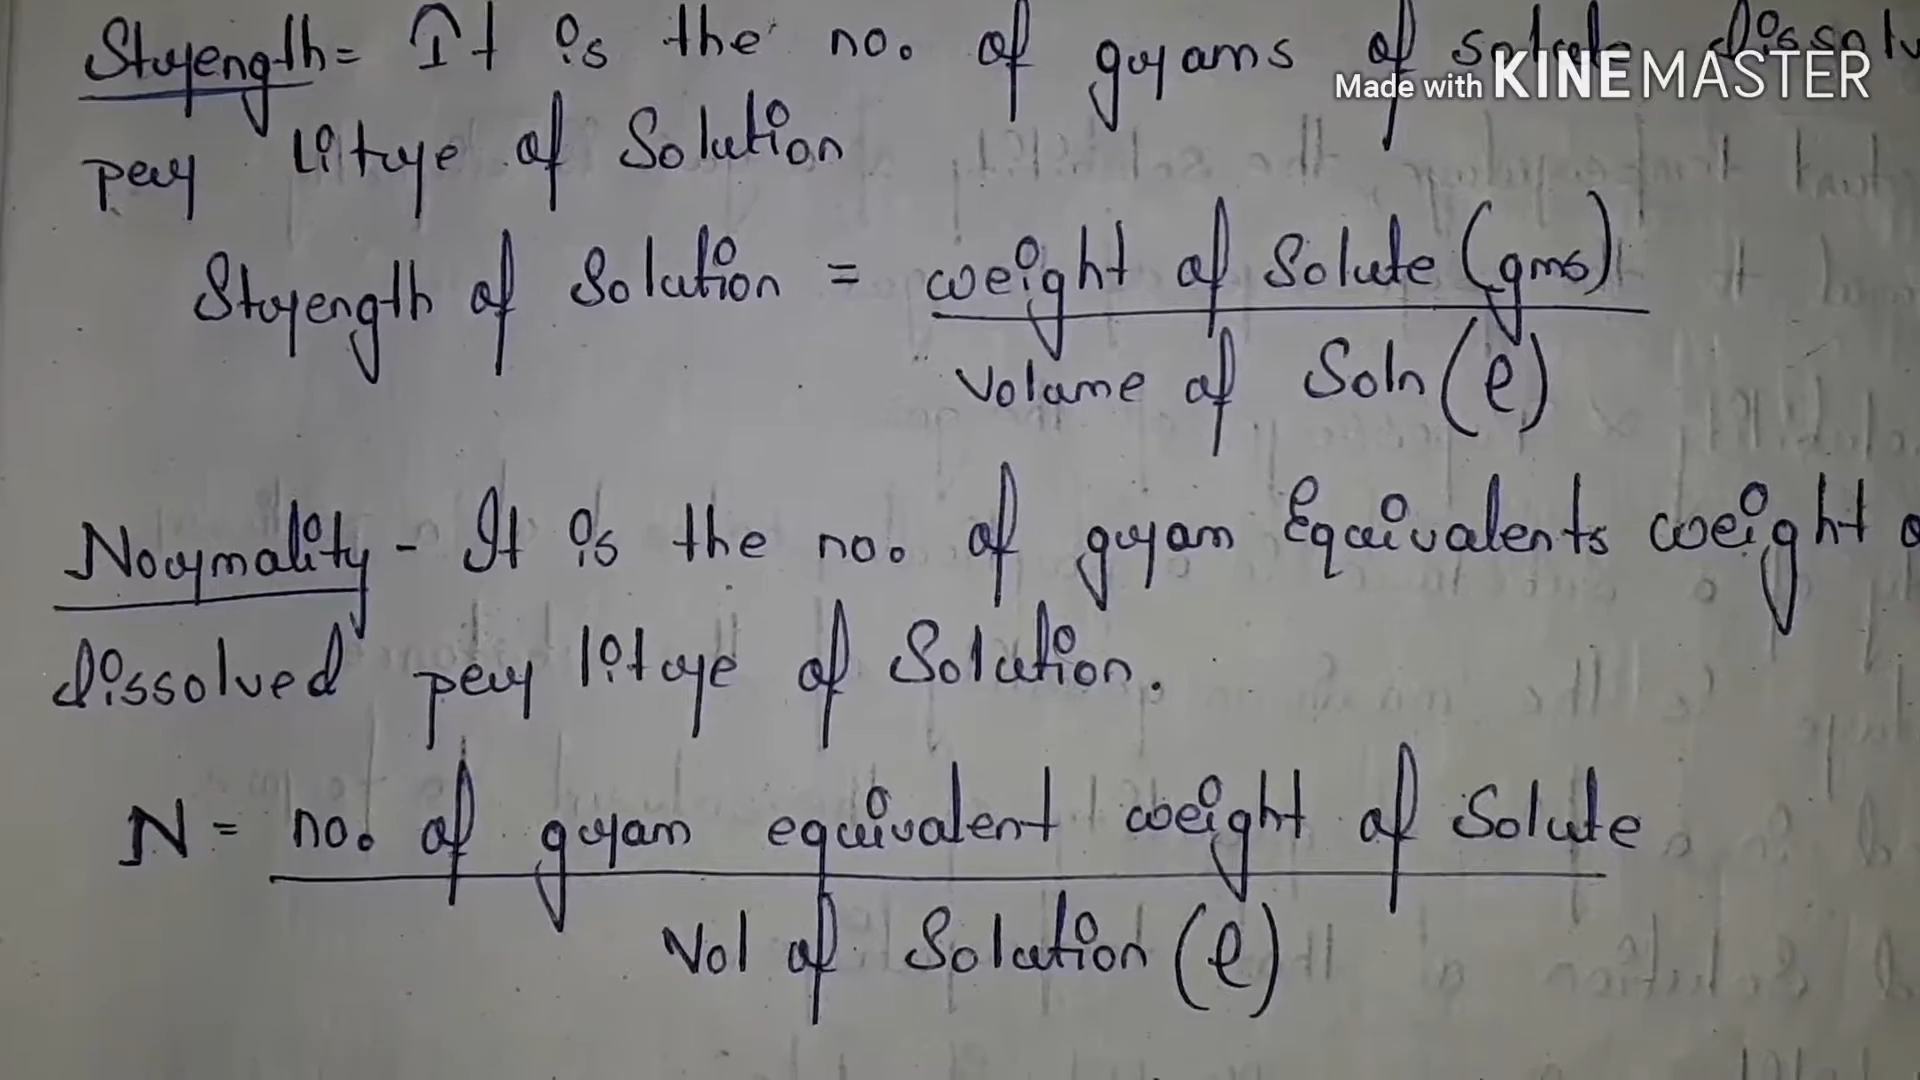 Strength = It is the no. of grams of solute dissolv
Made with KINEMASTER
per Litre of Solution
Strength of Solution = weight of Solute (gms)
Volume of Soln (l)
Normality - It is the no. of gram Equivalents weight o
dissolved per litre of Solution.
N = no. of gram equivalent weight of Solute
Vol of Solution (l)